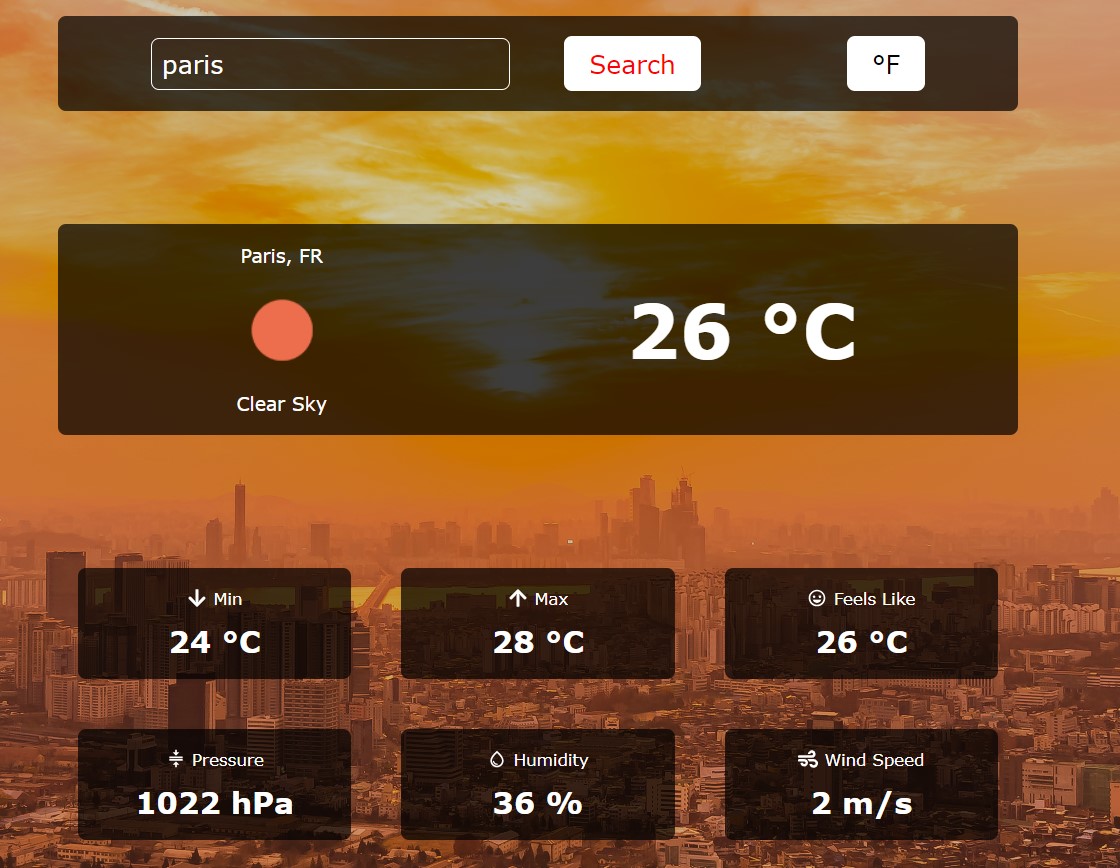 paris Search °F
Paris, FR
26 °C
Clear Sky
Min Max Feels Like
24 °C 28 °C 26 °C
Pressure Humidity Wind Speed
1022 hPa 36 % 2 m/s